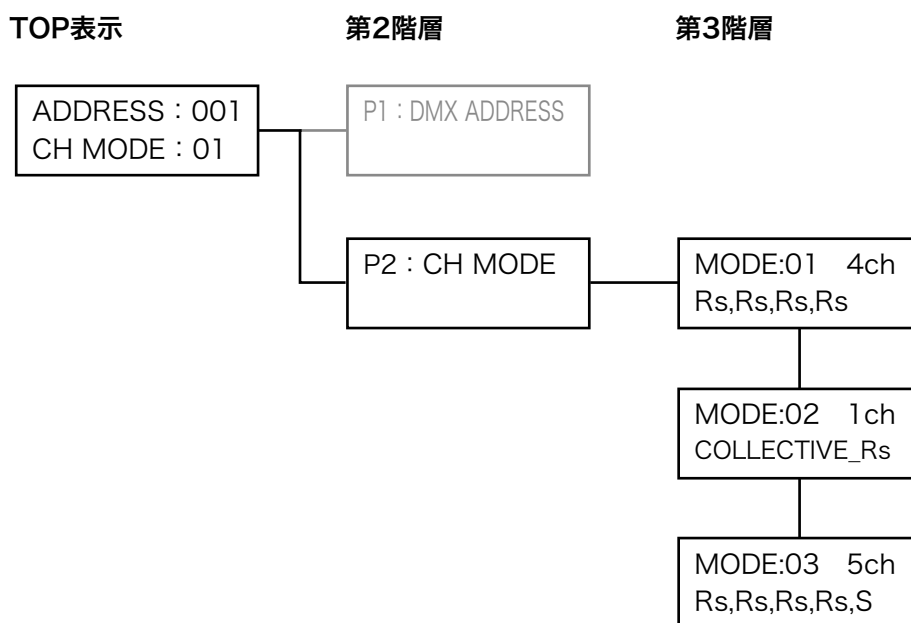 TOP表示 第2階層 第3階層
ADDRESS：001
CH MODE：01
P1：DMX ADDRESS
P2：CH MODE
MODE:01 4ch
Rs,Rs,Rs,Rs
MODE:02 1ch
COLLECTIVE_Rs
MODE:03 5ch
Rs,Rs,Rs,Rs,S